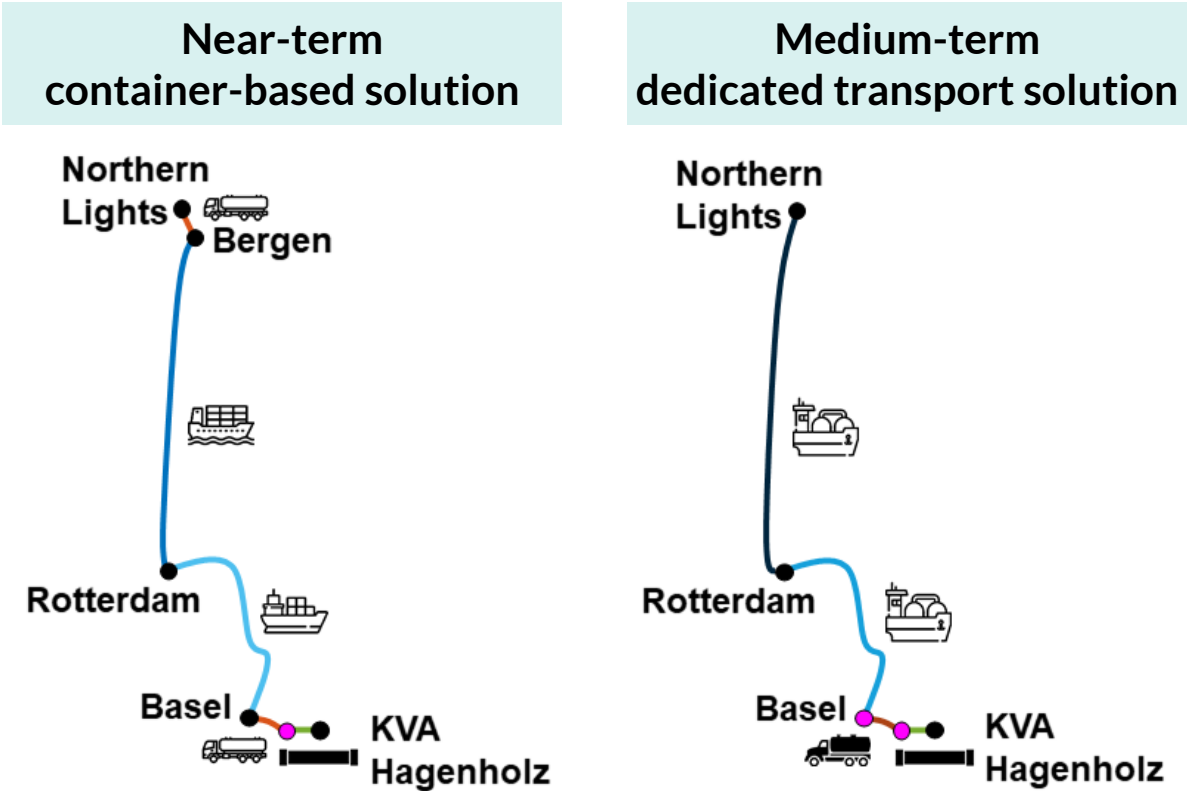 Near-term
container-based solution
Northern
Lights
Bergen
Rotterdam
Basel
KVA
Hagenholz
Medium-term
dedicated transport solution
Northern
Lights
Rotterdam
Basel
KVA
Hagenholz